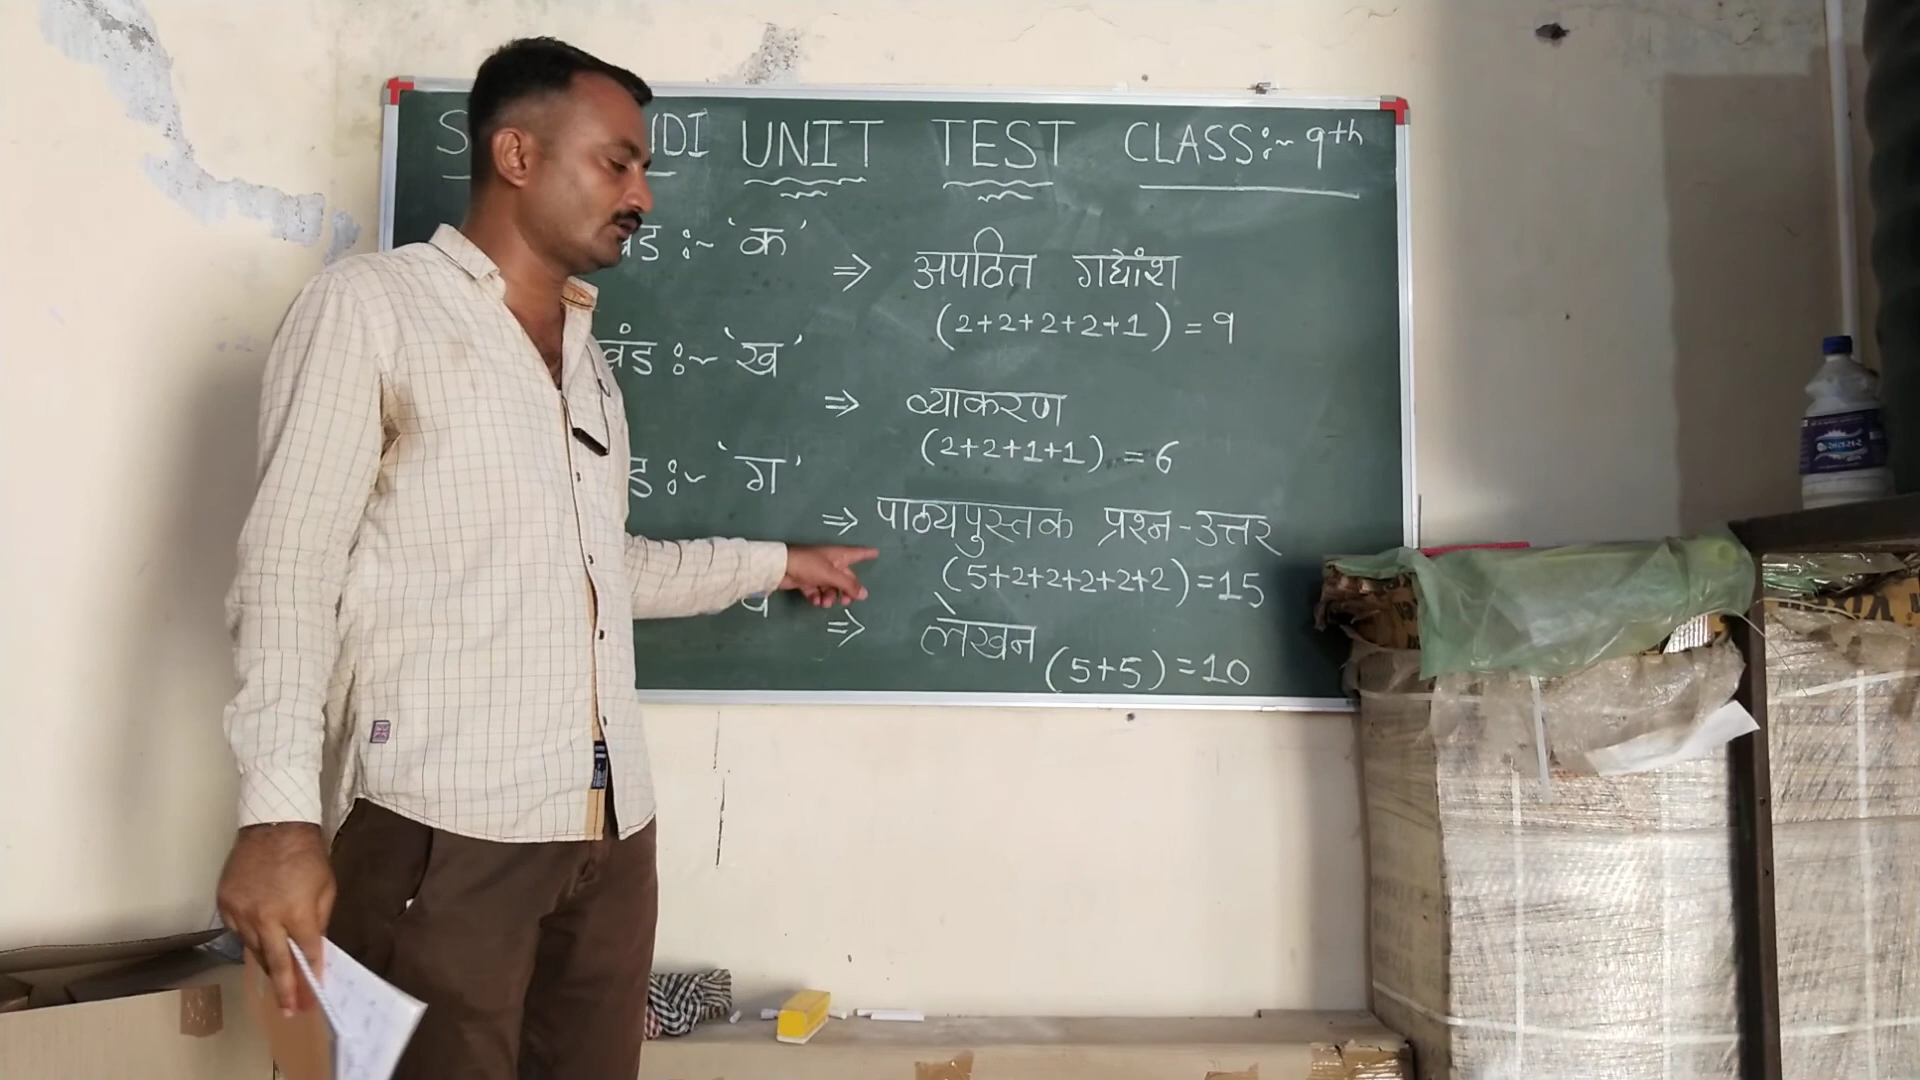 UNIT TEST CLASS:~ 9th
:~ 'क'
⇒ अपठित गद्यांश
(2+2+2+2+1) = 9
:~ 'ख'
⇒ व्याकरण
(2+2+1+1) = 6
:~ 'ग'
⇒ पाठ्यपुस्तक प्रश्न-उत्तर
(5+2+2+2+2+2)=15
⇒ लेखन (5+5)=10